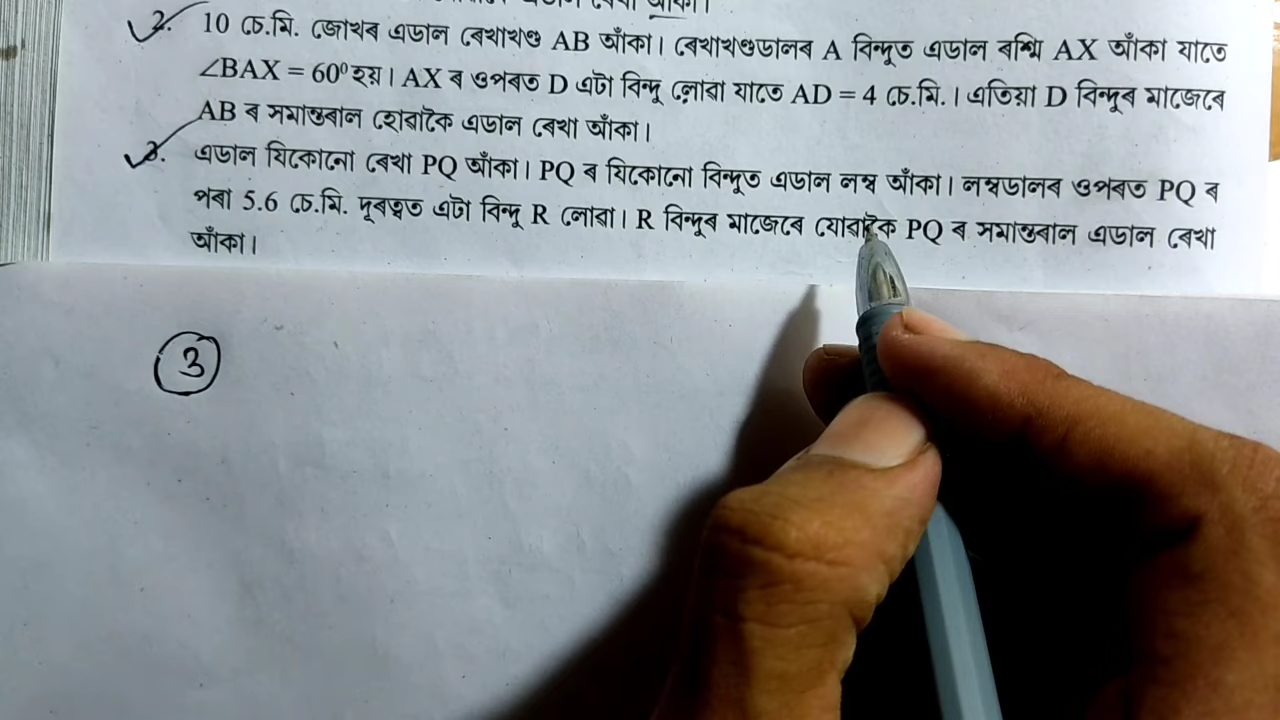 আঁকা।
2. 10 চে.মি. জোখৰ এডাল ৰেখাখণ্ড AB আঁকা। ৰেখাখণ্ডডালৰ A বিন্দুত এডাল ৰশ্মি AX আঁকা যাতে
∠BAX = 60⁰ হয়। AX ৰ ওপৰত D এটা বিন্দু লোৱা যাতে AD = 4 চে.মি.। এতিয়া D বিন্দুৰ মাজেৰে
AB ৰ সমান্তৰাল হোৱাকৈ এডাল ৰেখা আঁকা।
3. এডাল যিকোনো ৰেখা PQ আঁকা। PQ ৰ যিকোনো বিন্দুত এডাল লম্ব আঁকা। লম্বডালৰ ওপৰত PQ ৰ
পৰা 5.6 চে.মি. দূৰত্বত এটা বিন্দু R লোৱা। R বিন্দুৰ মাজেৰে যোৱাকৈ PQ ৰ সমান্তৰাল এডাল ৰেখা
আঁকা।
3